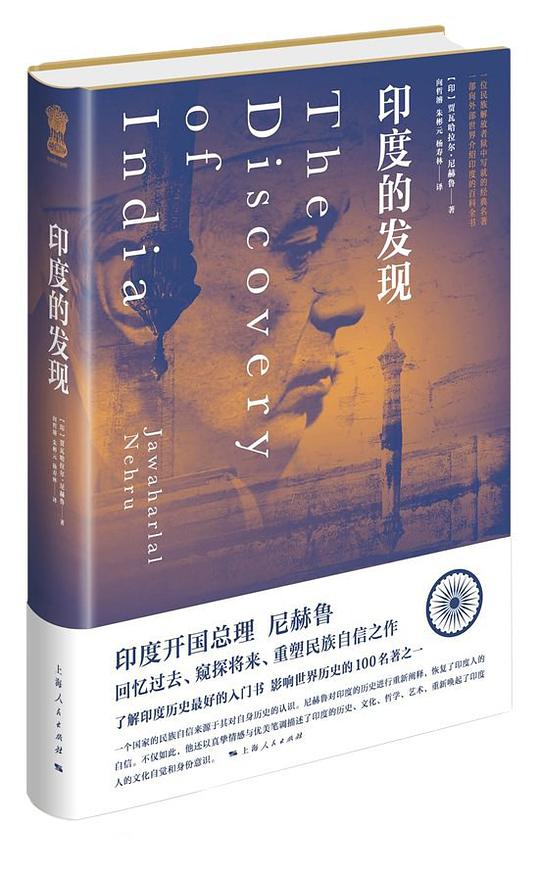 一位民族解放者狱中写就的经典名著
一部向外部世界介绍印度的百科全书
[印] 贾瓦哈拉尔·尼赫鲁——著
向哲濬 朱彬元 杨寿林——译
印度的发现
The
Discovery
of
India
Jawaharlal
Nehru
印度开国总理 尼赫鲁
回忆过去、窥探将来、重塑民族自信之作
了解印度历史最好的入门书 影响世界历史的100名著之一
一个国家的民族自信来源于其对自身历史的认识。尼赫鲁对印度的历史进行重新阐释，恢复了印度人的
自信。不仅如此，他还以真挚情感与优美笔调描述了印度的历史、文化、哲学、艺术，重新唤起了印度
人的文化自觉和身份意识。
上海人民出版社
印度的发现
[印] 贾瓦哈拉尔·尼赫鲁——著
向哲濬 朱彬元 杨寿林——译
上海人民出版社